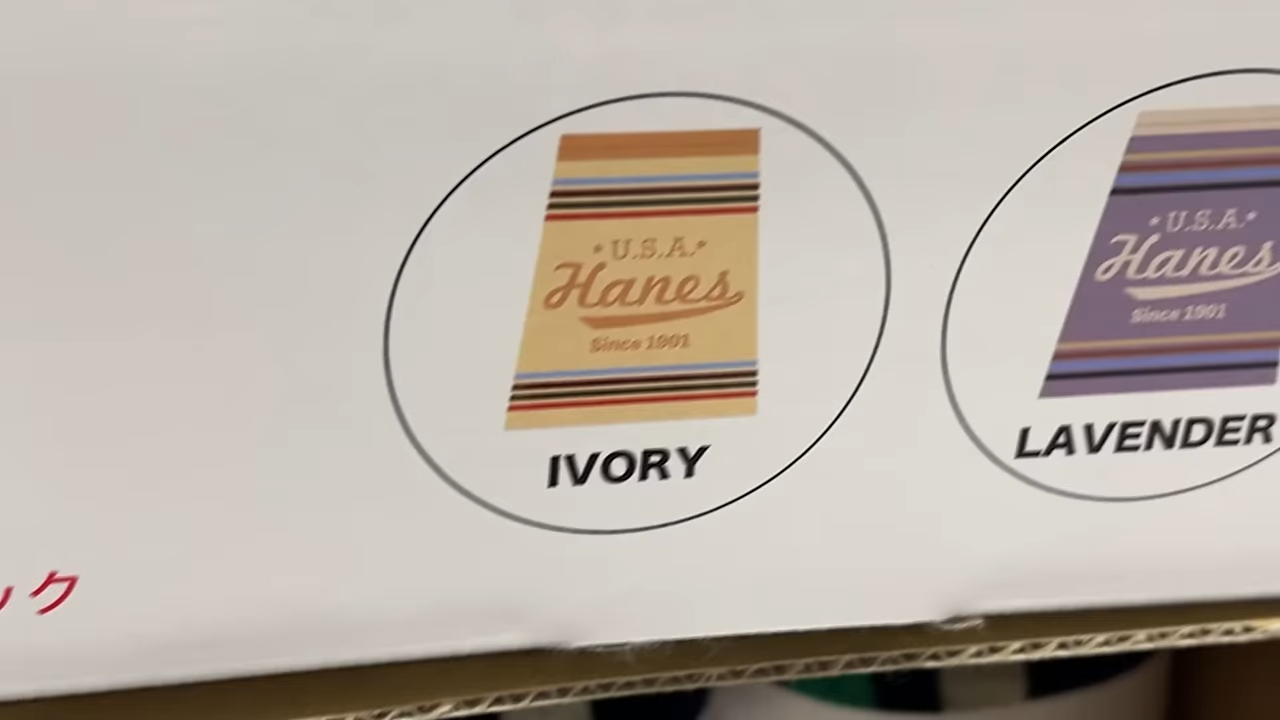 • U.S.A. •
Hanes
Since 1901
IVORY
• U.S.A. •
Hanes
Since 1901
LAVENDER
ック